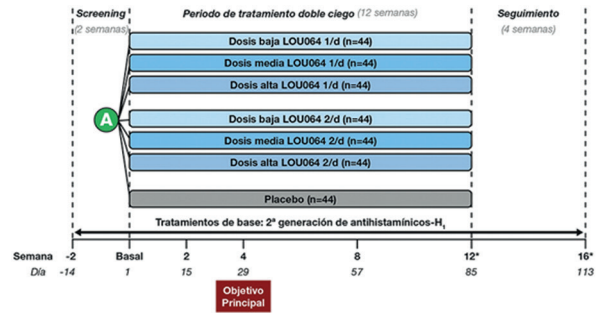 Screening
(2 semanas)
Periodo de tratamiento doble ciego (12 semanas)
Seguimiento
(4 semanas)
Dosis baja LOU064 1/d (n=44)
Dosis media LOU064 1/d (n=44)
Dosis alta LOU064 1/d (n=44)
A
Dosis baja LOU064 2/d (n=44)
Dosis media LOU064 2/d (n=44)
Dosis alta LOU064 2/d (n=44)
Placebo (n=44)
Tratamientos de base: 2ª generación de antihistamínicos-H₁
Semana -2 Basal 2 4 8 12* 16*
Día -14 1 15 29 57 85 113
Objetivo
Principal